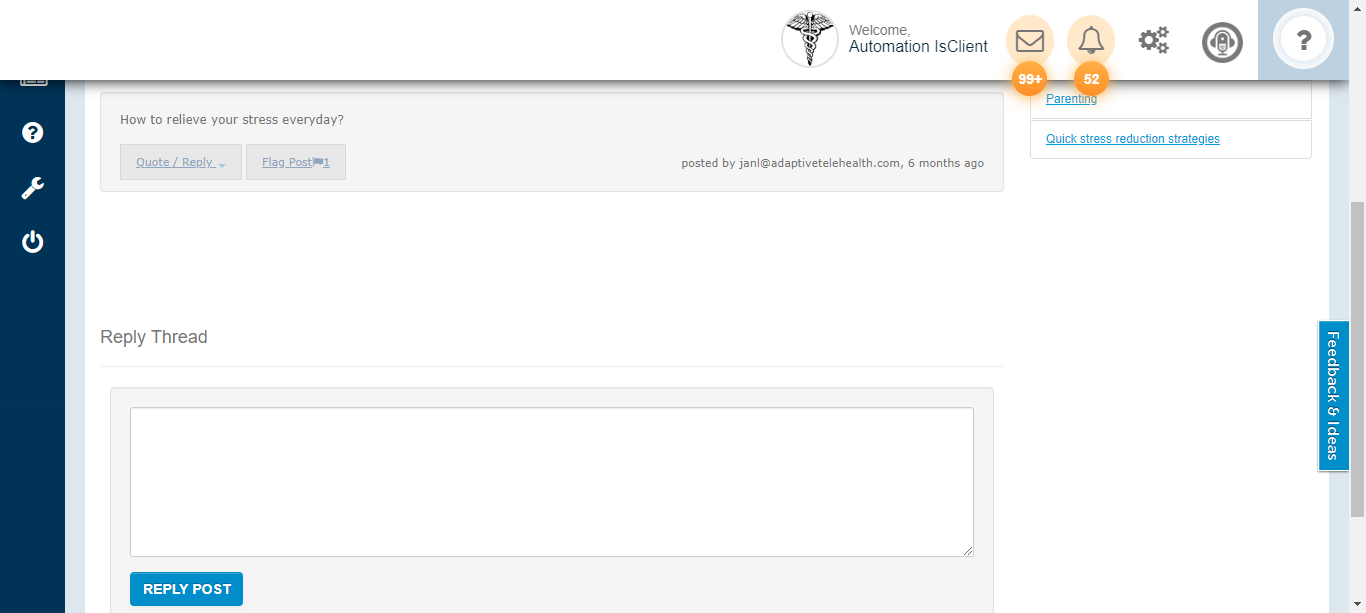 Welcome,
Automation IsClient
99+
52
?
Parenting
Quick stress reduction strategies
?
How to relieve your stress everyday?
Quote / Reply
Flag Post 1
posted by janl@adaptivetelehealth.com, 6 months ago
Reply Thread
REPLY POST
Feedback & Ideas